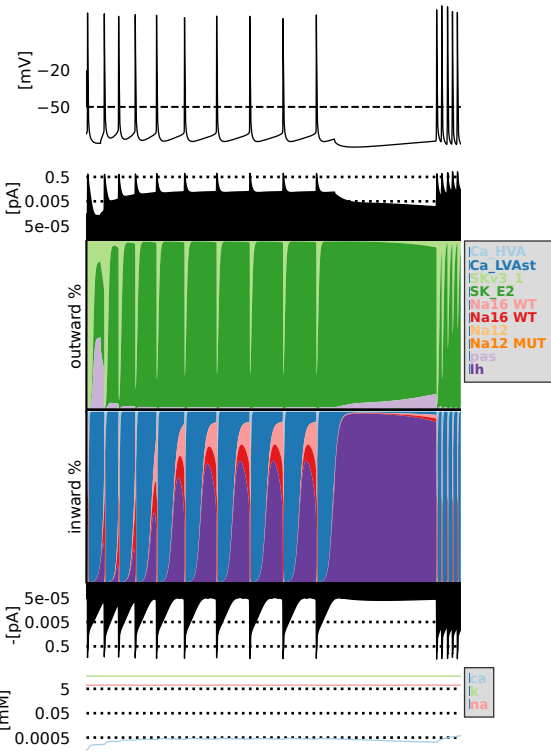 [mV]
−20
−50
[pA]
0.5
0.005
5e-05
outward %
Ca_HVA
Ca_LVAst
SKv3_1
SK_E2
Na16 WT
Na16 WT
Na12
Na12 MUT
pas
Ih
inward %
-[pA]
5e-05
0.005
0.5
[mM]
5
0.05
0.0005
ca
k
na